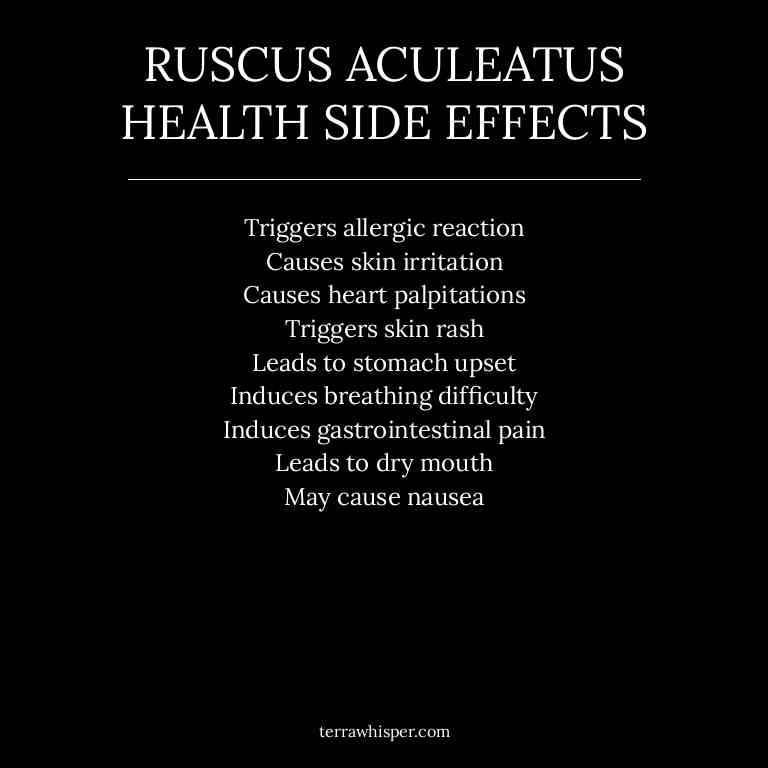 RUSCUS ACULEATUS
HEALTH SIDE EFFECTS
Triggers allergic reaction
Causes skin irritation
Causes heart palpitations
Triggers skin rash
Leads to stomach upset
Induces breathing difficulty
Induces gastrointestinal pain
Leads to dry mouth
May cause nausea
terrawhisper.com